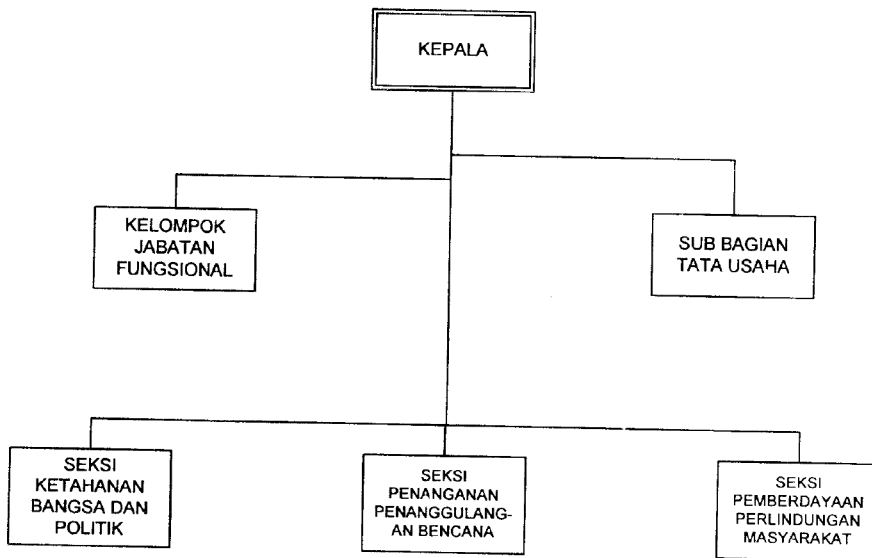 KEPALA
KELOMPOK
JABATAN
FUNGSIONAL
SUB BAGIAN
TATA USAHA
SEKSI
KETAHANAN
BANGSA DAN
POLITIK
SEKSI
PENANGANAN
PENANGGULANG-
AN BENCANA
SEKSI
PEMBERDAYAAN
PERLINDUNGAN
MASYARAKAT